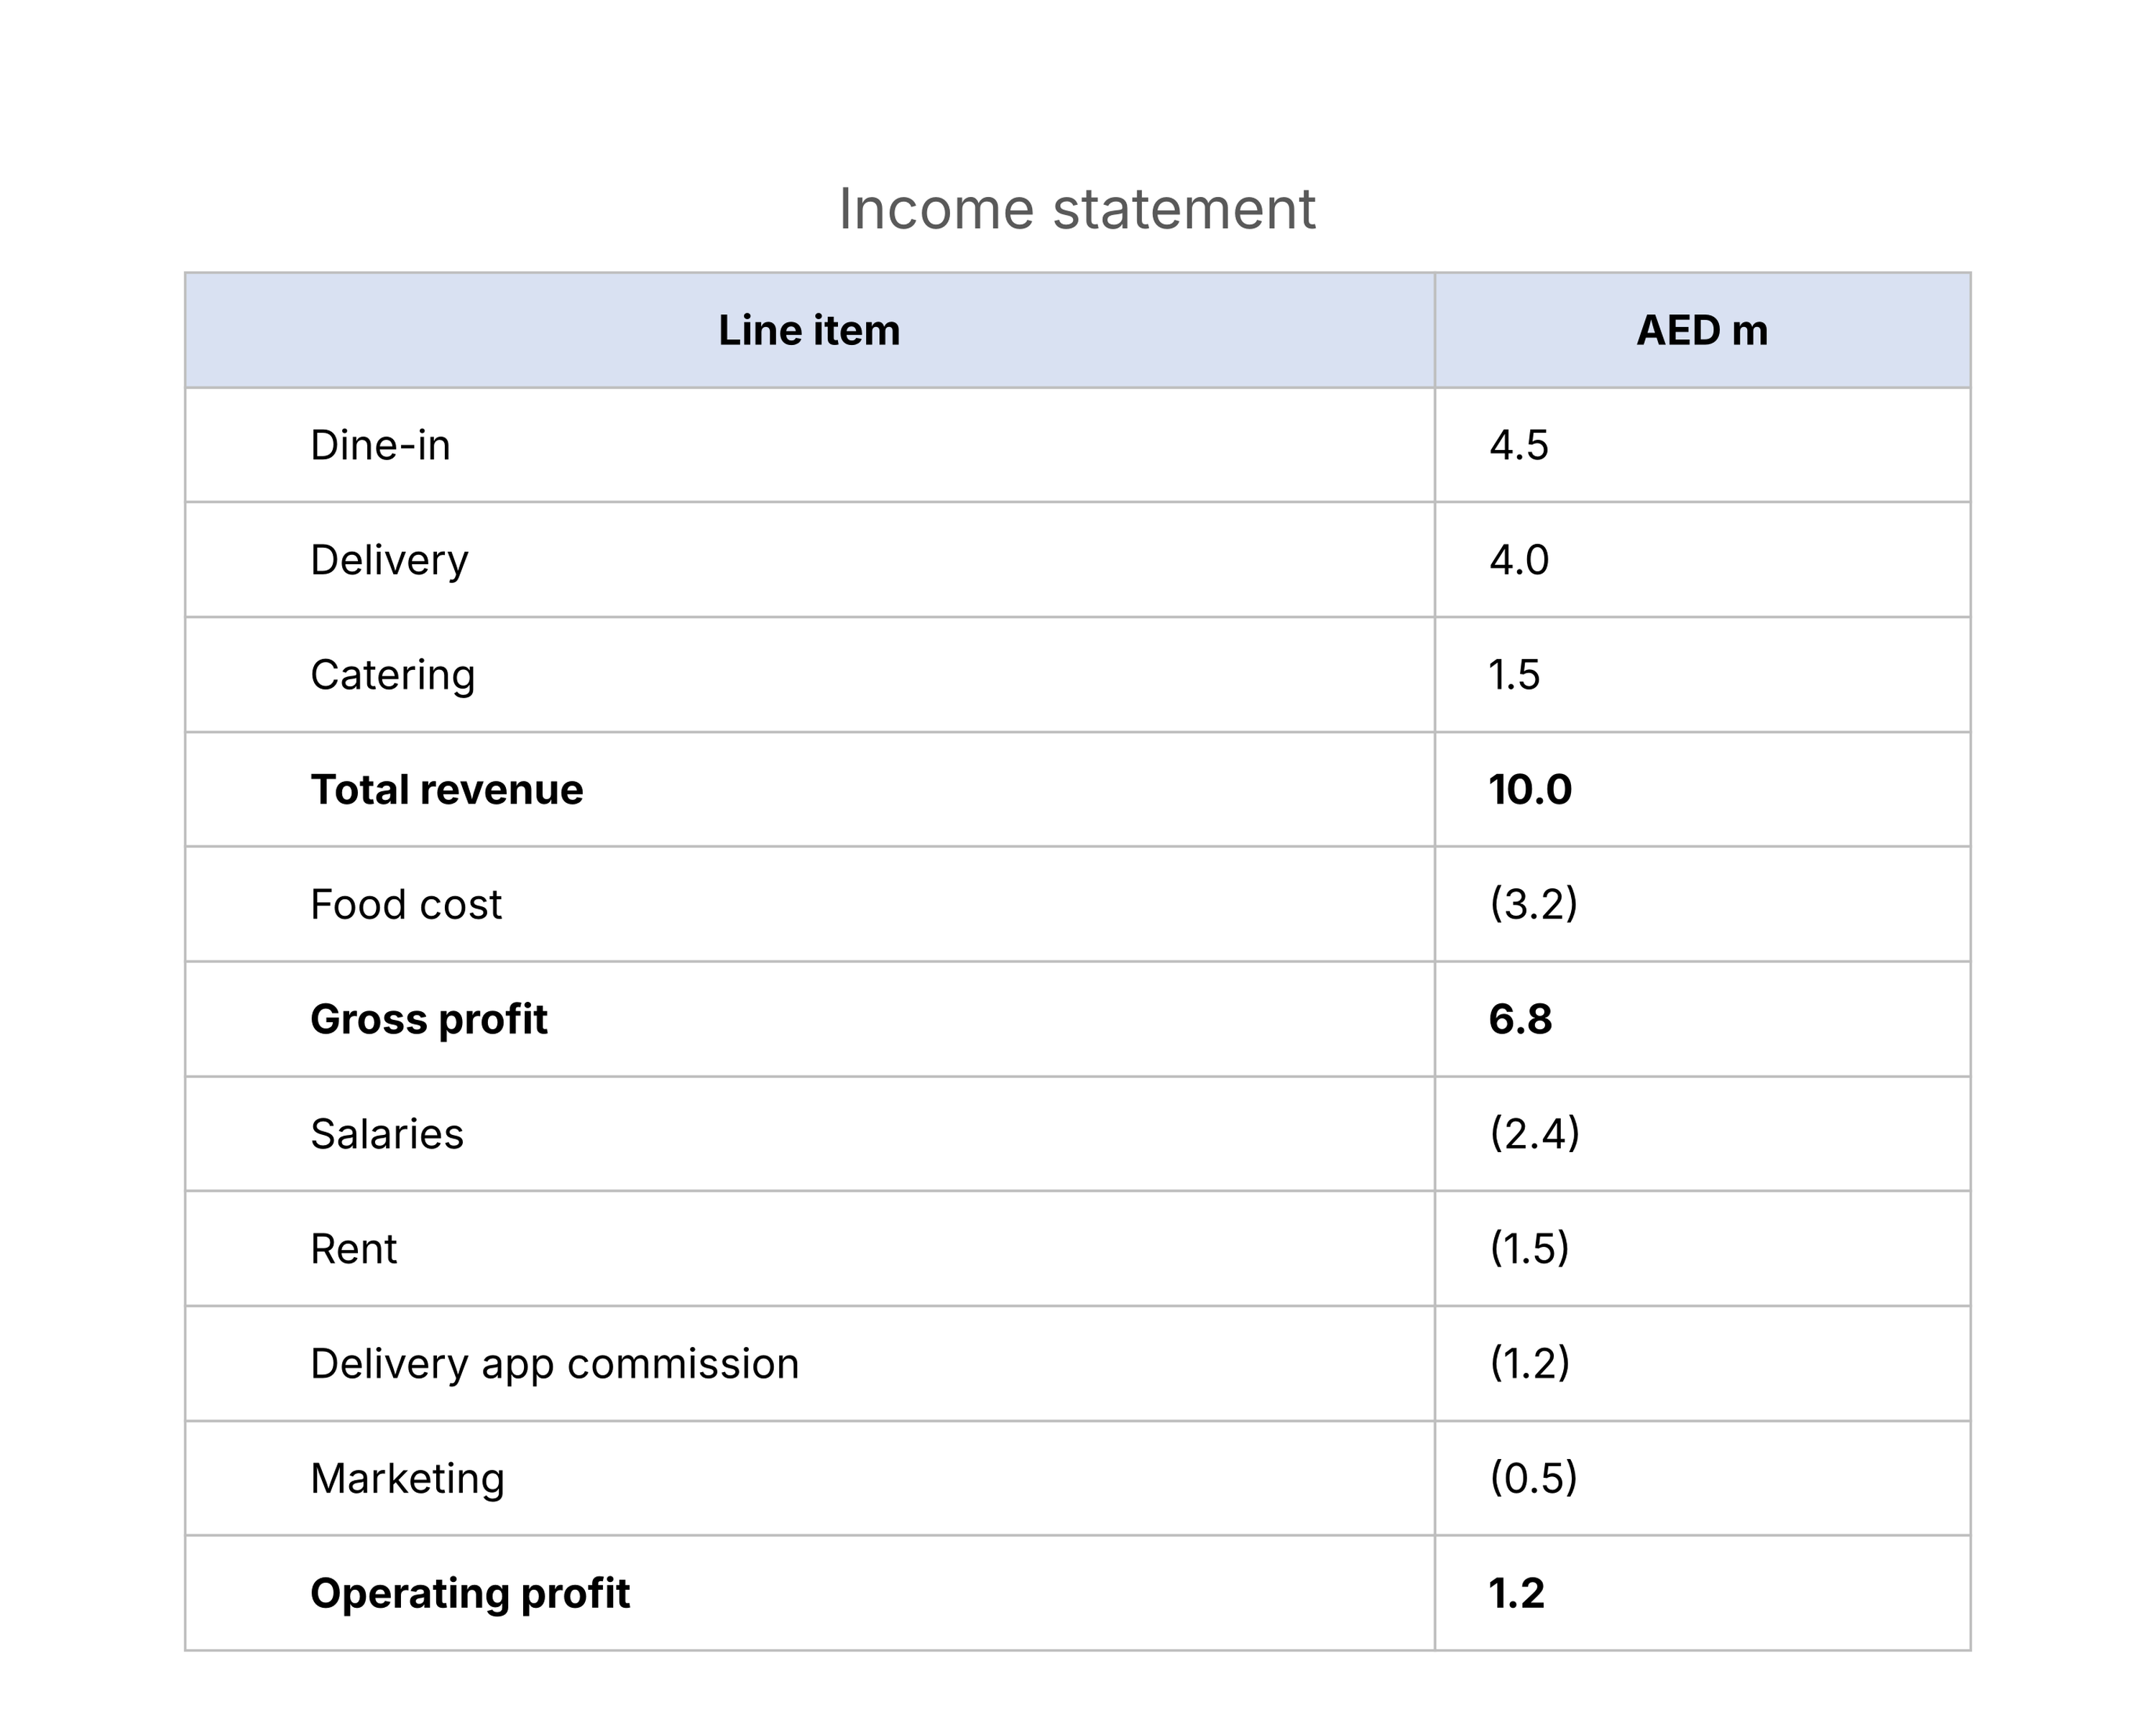 Income statement
Line item AED m
Dine-in 4.5
Delivery 4.0
Catering 1.5
Total revenue 10.0
Food cost (3.2)
Gross profit 6.8
Salaries (2.4)
Rent (1.5)
Delivery app commission (1.2)
Marketing (0.5)
Operating profit 1.2